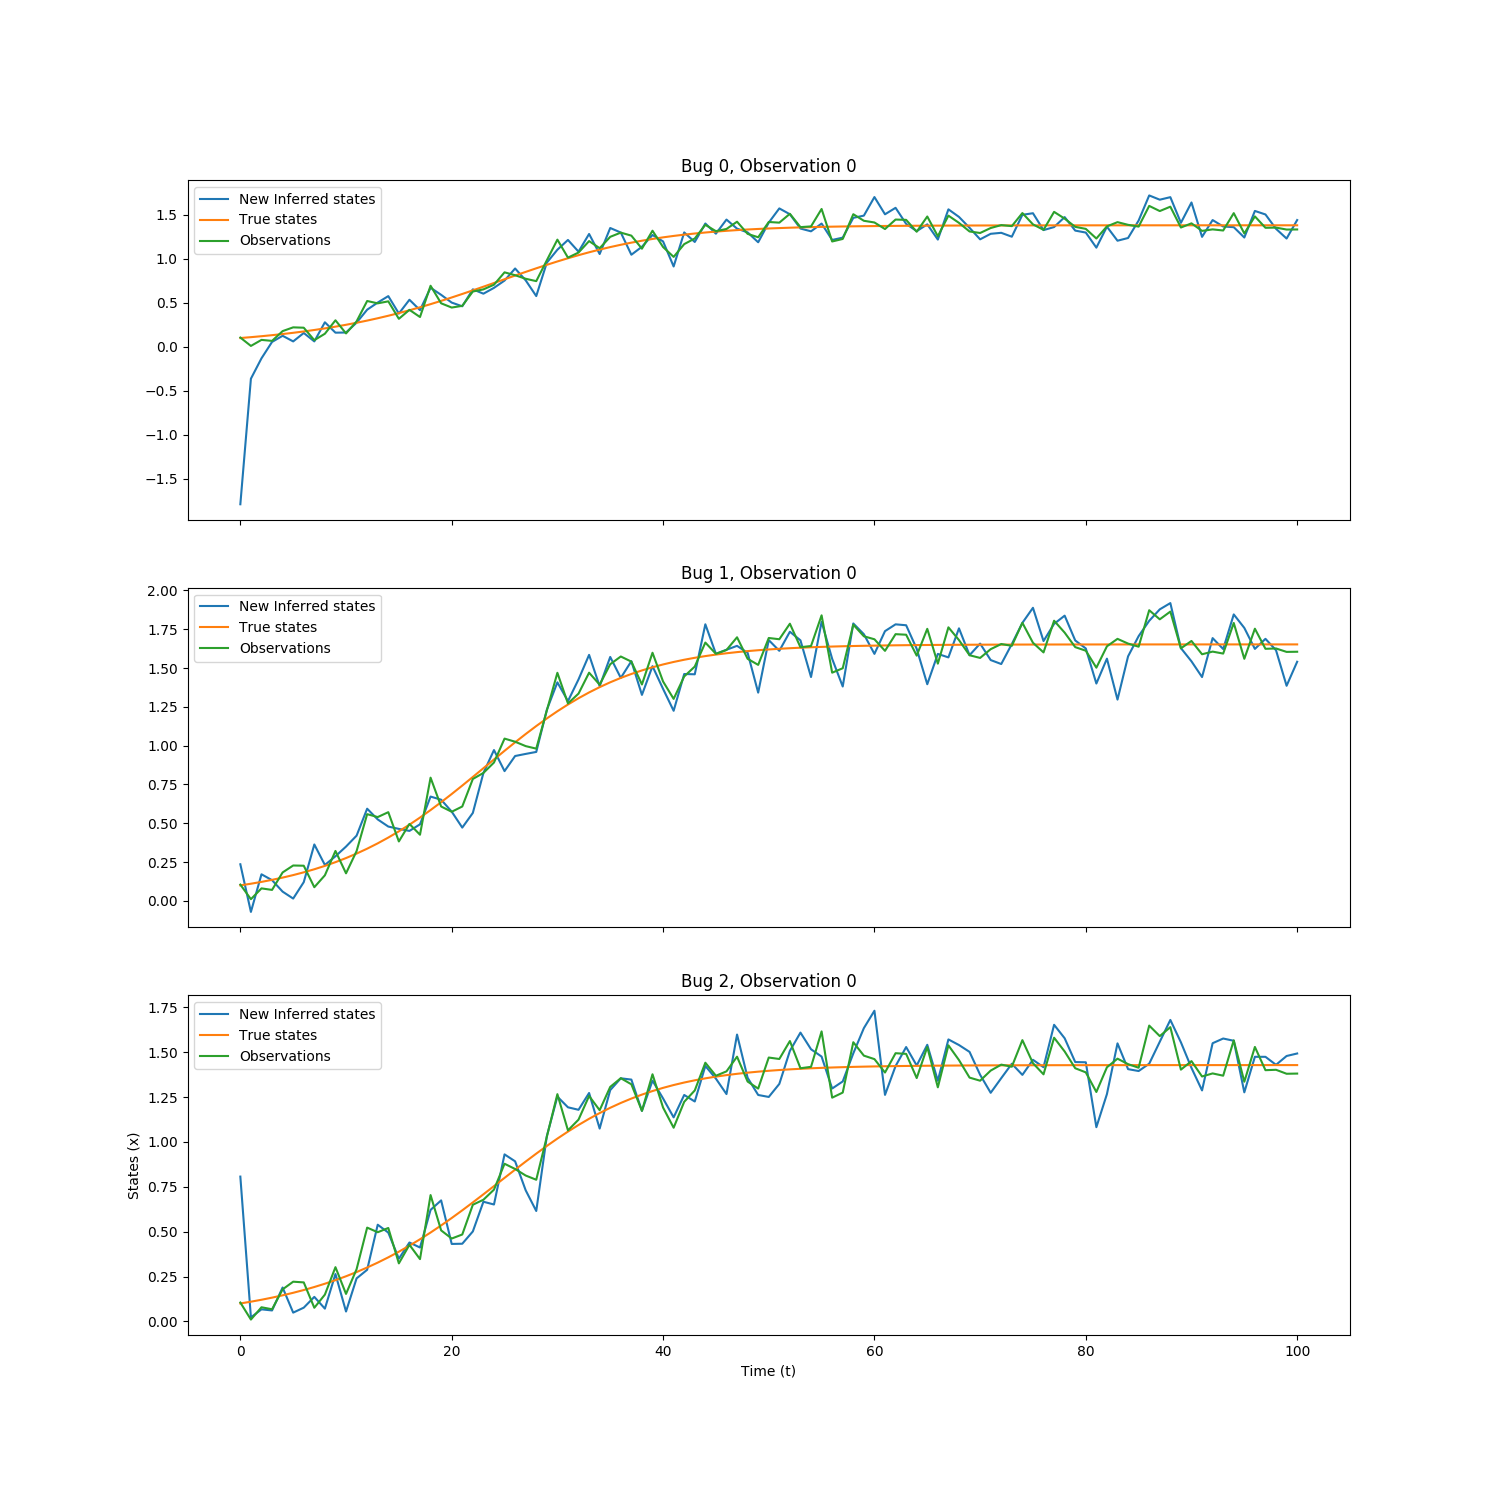 Bug 0, Observation 0
New Inferred states
True states
Observations
1.5
1.0
0.5
0.0
−0.5
−1.0
−1.5
Bug 1, Observation 0
New Inferred states
True states
Observations
2.00
1.75
1.50
1.25
1.00
0.75
0.50
0.25
0.00
Bug 2, Observation 0
New Inferred states
True states
Observations
1.75
1.50
1.25
1.00
0.75
0.50
0.25
0.00
States (x)
0 20 40 60 80 100
Time (t)